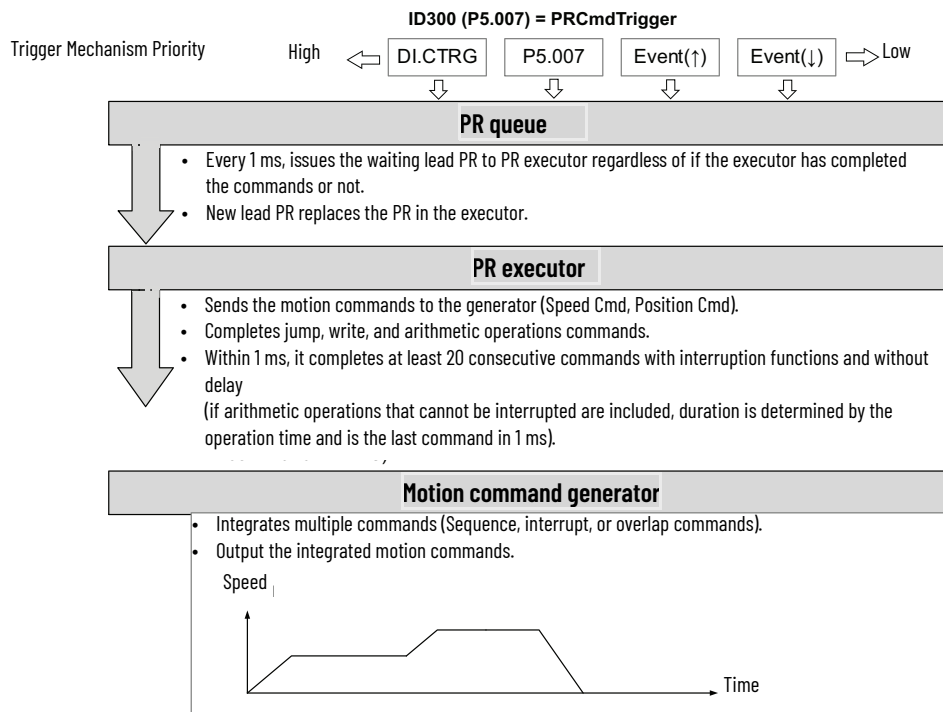 ID300 (P5.007) = PRCmdTrigger
Trigger Mechanism Priority
High
DI.CTRG
P5.007
Event(↑)
Event(↓)
Low
PR queue
• Every 1 ms, issues the waiting lead PR to PR executor regardless of if the executor has completed
the commands or not.
• New lead PR replaces the PR in the executor.
PR executor
• Sends the motion commands to the generator (Speed Cmd, Position Cmd).
• Completes jump, write, and arithmetic operations commands.
• Within 1 ms, it completes at least 20 consecutive commands with interruption functions and without
delay
(if arithmetic operations that cannot be interrupted are included, duration is determined by the
operation time and is the last command in 1 ms).
Motion command generator
• Integrates multiple commands (Sequence, interrupt, or overlap commands).
• Output the integrated motion commands.
Speed
Time